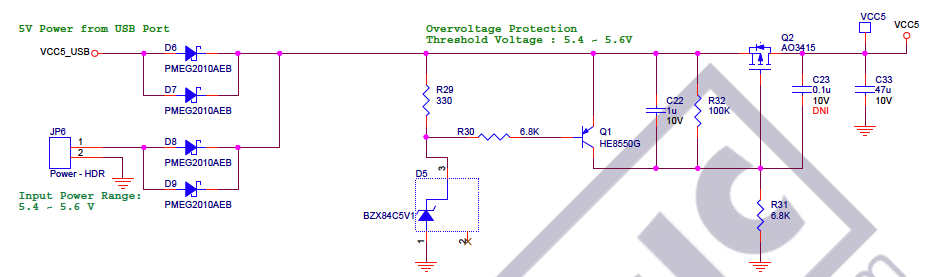 5V Power from USB Port
VCC5_USB
D6
PMEG2010AEB
D7
PMEG2010AEB
JP6
1
2
Power - HDR
D8
PMEG2010AEB
D9
PMEG2010AEB
Input Power Range:
5.4 ~ 5.6 V
Overvoltage Protection
Threshold Voltage : 5.4 ~ 5.6V
R29
330
R30
6.8K
D5
3
BZX84C5V1
1
2
Q1
HE8550G
C22
1u
10V
R32
100K
Q2
AO3415
R31
6.8K
C23
0.1u
10V
DNI
C33
47u
10V
VCC5
VCC5